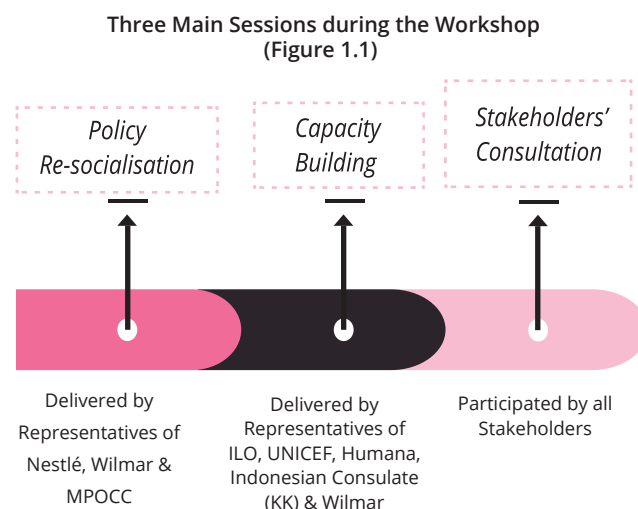 Three Main Sessions during the Workshop
(Figure 1.1)
Policy
Re-socialisation
Capacity
Building
Stakeholders’
Consultation
Delivered by
Representatives of
Nestlé, Wilmar &
MPOCC
Delivered by
Representatives of
ILO, UNICEF, Humana,
Indonesian Consulate
(KK) & Wilmar
Participated by all
Stakeholders